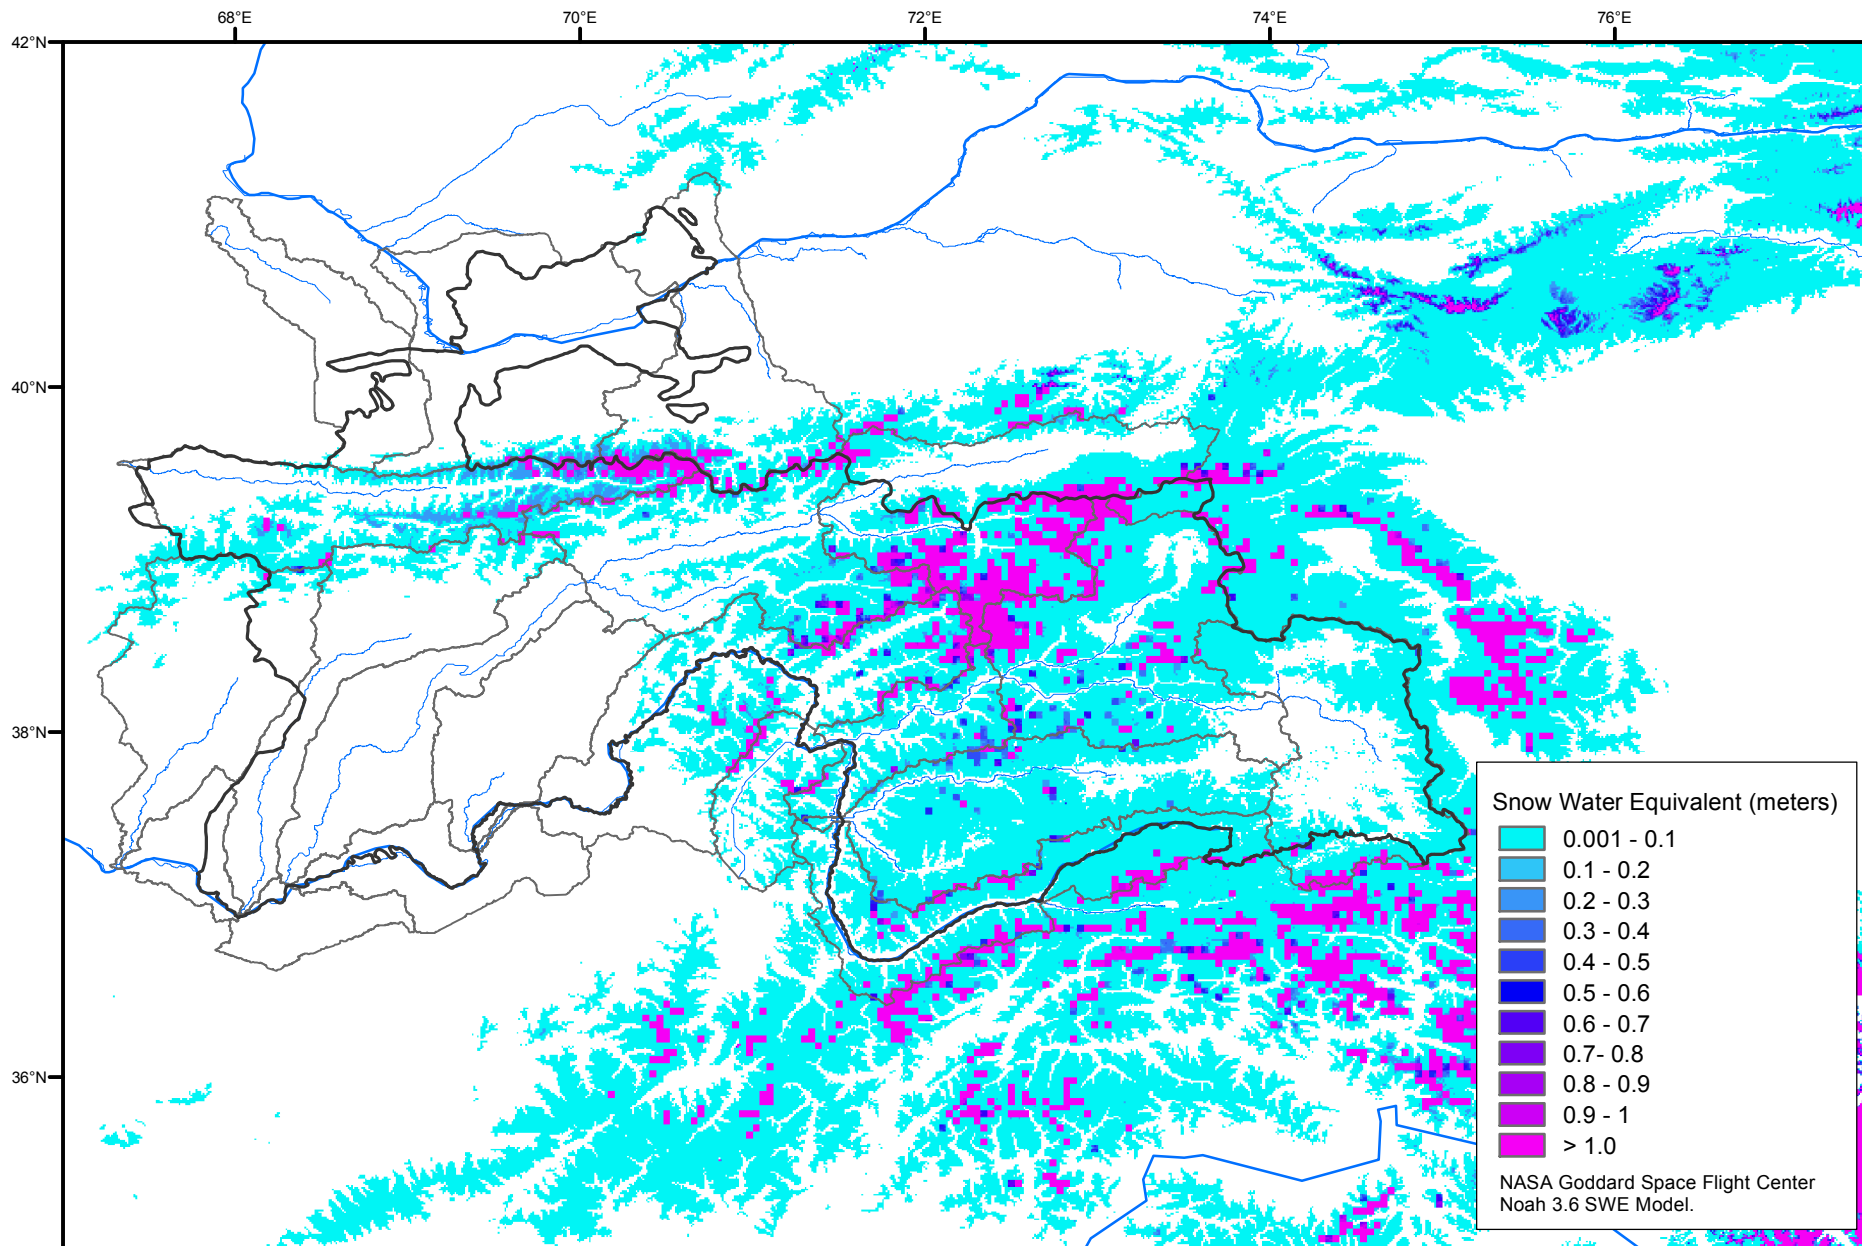 68°E
70°E
72°E
74°E
76°E
42°N
40°N
38°N
36°N
Snow Water Equivalent (meters)
0.001 - 0.1
0.1 - 0.2
0.2 - 0.3
0.3 - 0.4
0.4 - 0.5
0.5 - 0.6
0.6 - 0.7
0.7- 0.8
0.8 - 0.9
0.9 - 1
> 1.0
NASA Goddard Space Flight Center
Noah 3.6 SWE Model.